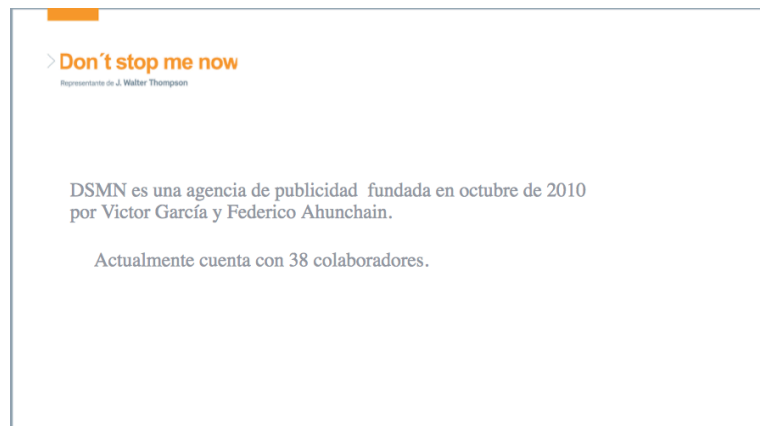 Don´t stop me now
Representante de J. Walter Thompson
DSMN es una agencia de publicidad fundada en octubre de 2010
por Victor García y Federico Ahunchain.
Actualmente cuenta con 38 colaboradores.